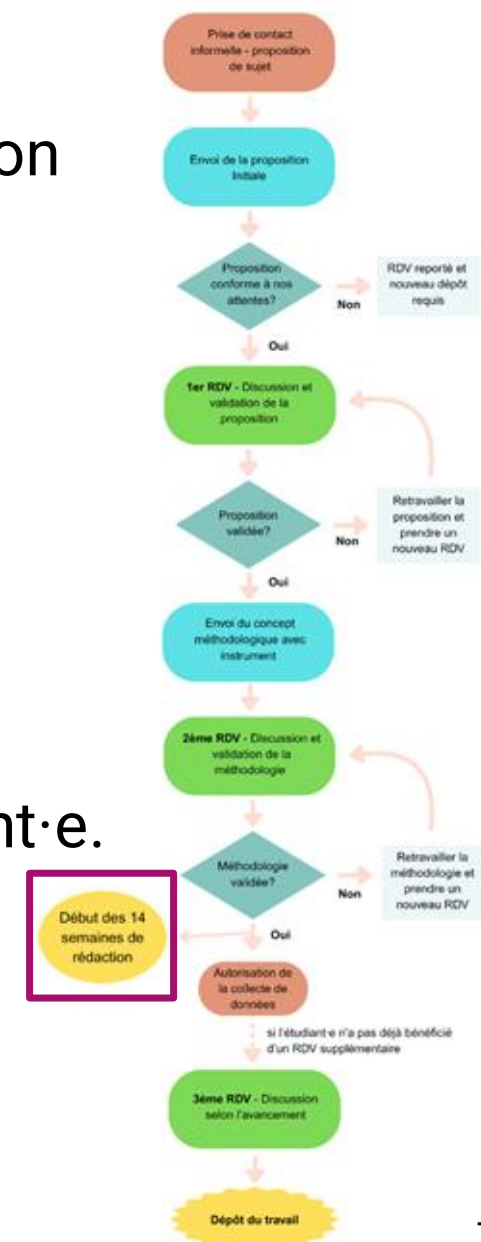 Prise de contact
informelle - proposition
de sujet
on
Envoi de la proposition
Initiale
Proposition
conforme à nos
attentes?
Non
RDV reporté et
nouveau dépôt
requis
Oui
1er RDV - Discussion et
validation de la
proposition
Proposition
validée?
Non
Retravailler la
proposition et
prendre un
nouveau RDV
Oui
Envoi du concept
méthodologique avec
instrument
2ème RDV - Discussion et
validation de la
méthodologie
nt·e.
Méthodologie
validée?
Non
Retravailler la
méthodologie et
prendre un
nouveau RDV
Début des 14
semaines de
rédaction
Oui
Autorisation de
la collecte de
données
si l'étudiant·e n'a pas déjà bénéficié
d'un RDV supplémentaire
3ème RDV - Discussion
selon l'avancement
Dépôt du travail